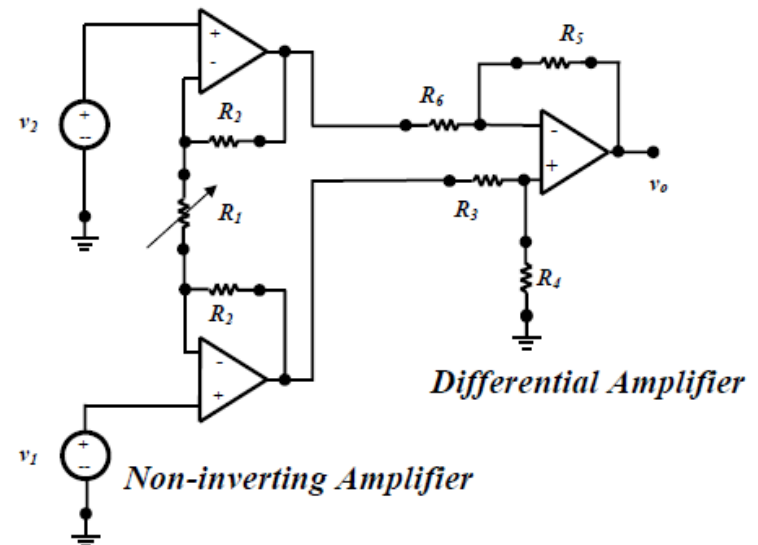 +
-
R5
R2
R6
v2
+
--
-
+
vo
R1
R3
R2
R4
-
+
Differential Amplifier
v1
+
--
Non-inverting Amplifier